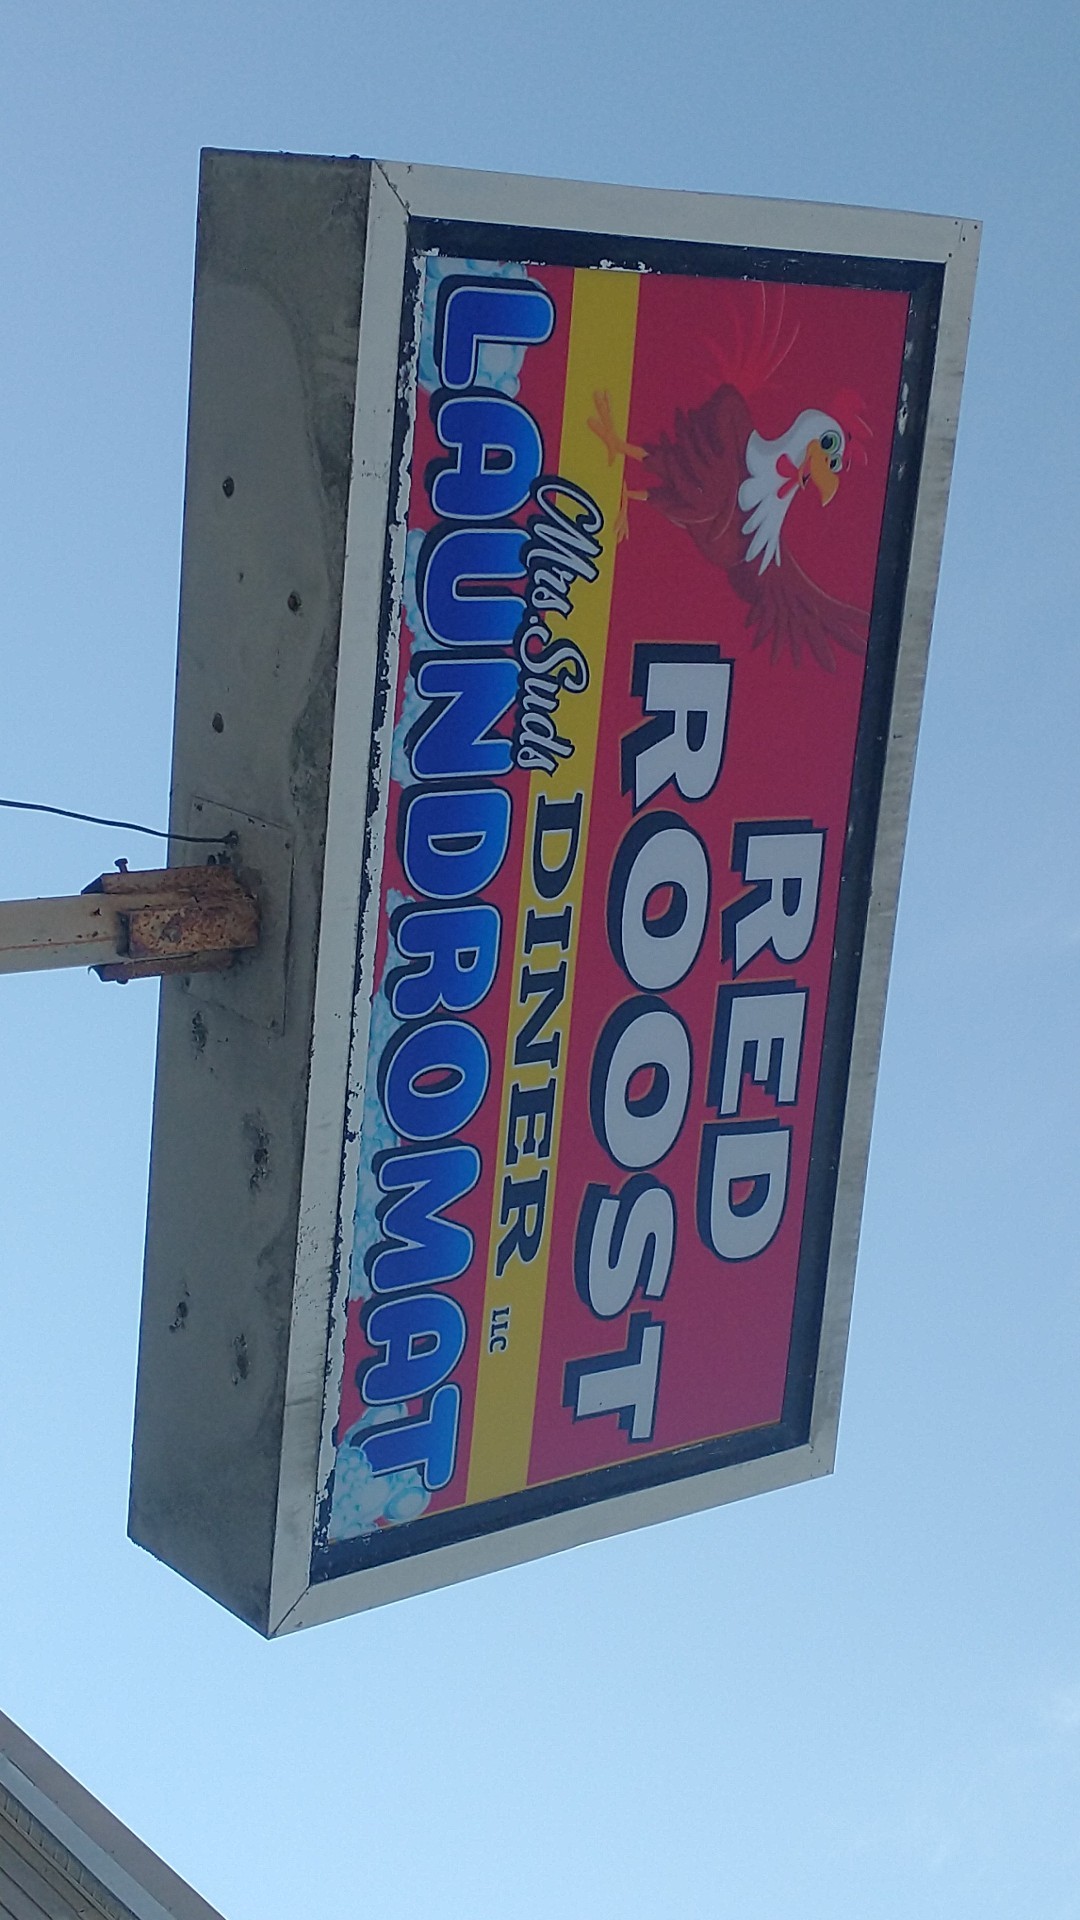 RED
ROOST
DINER LLC
Mrs. Suds
LAUNDROMAT